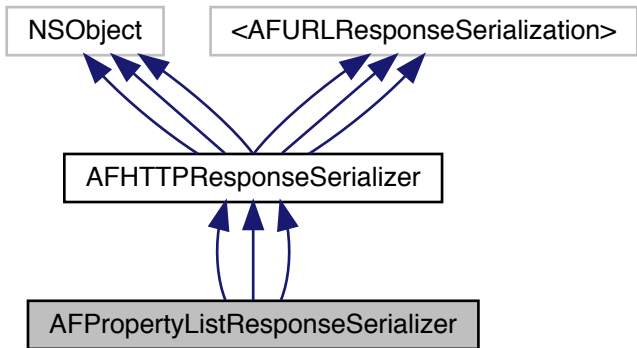 NSObject
<AFURLResponseSerialization>
AFHTTPResponseSerializer
AFPropertyListResponseSerializer